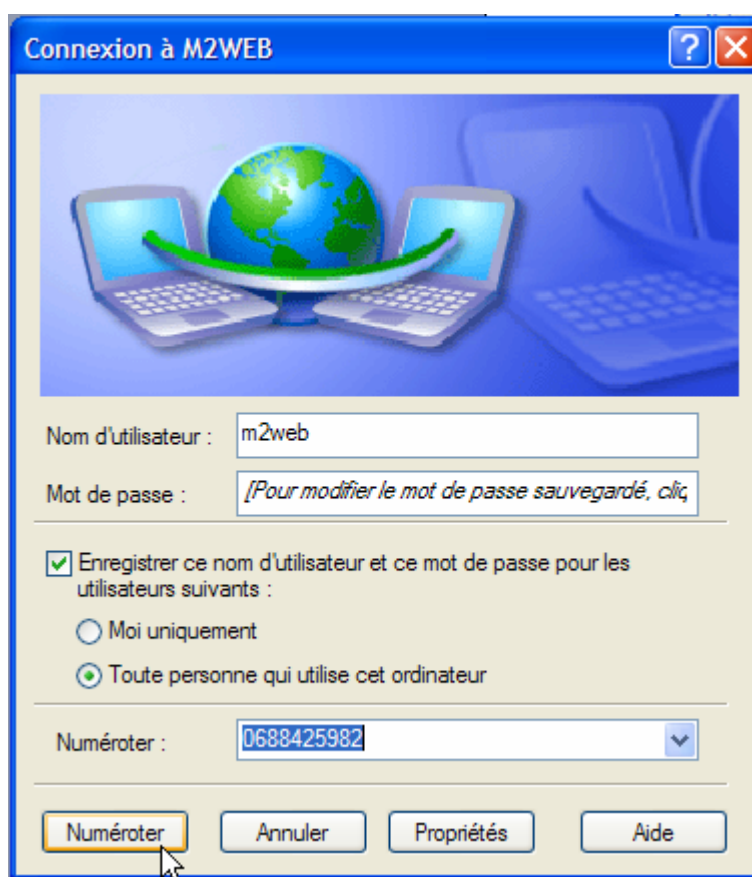 Connexion à M2WEB
Nom d'utilisateur :
m2web
Mot de passe :
[Pour modifier le mot de passe sauvegardé, cliq
Enregistrer ce nom d'utilisateur et ce mot de passe pour les
utilisateurs suivants :
Moi uniquement
Toute personne qui utilise cet ordinateur
Numéroter :
0688425982
Numéroter
Annuler
Propriétés
Aide